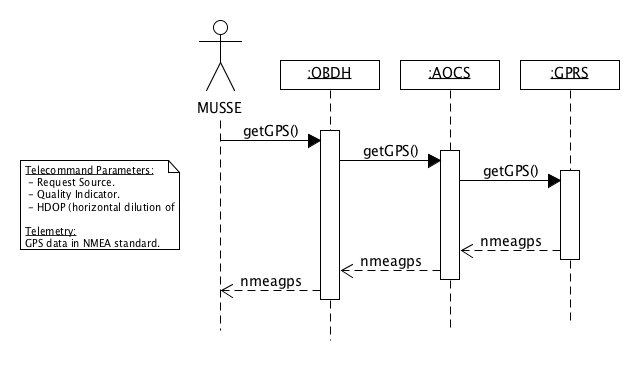 :OBDH
:AOCS
:GPRS
MUSSE
getGPS()
getGPS()
getGPS()
Telecommand Parameters:
– Request Source.
– Quality Indicator.
– HDOP (horizontal dilution of
Telemetry:
GPS data in NMEA standard.
nmeagps
nmeagps
nmeagps